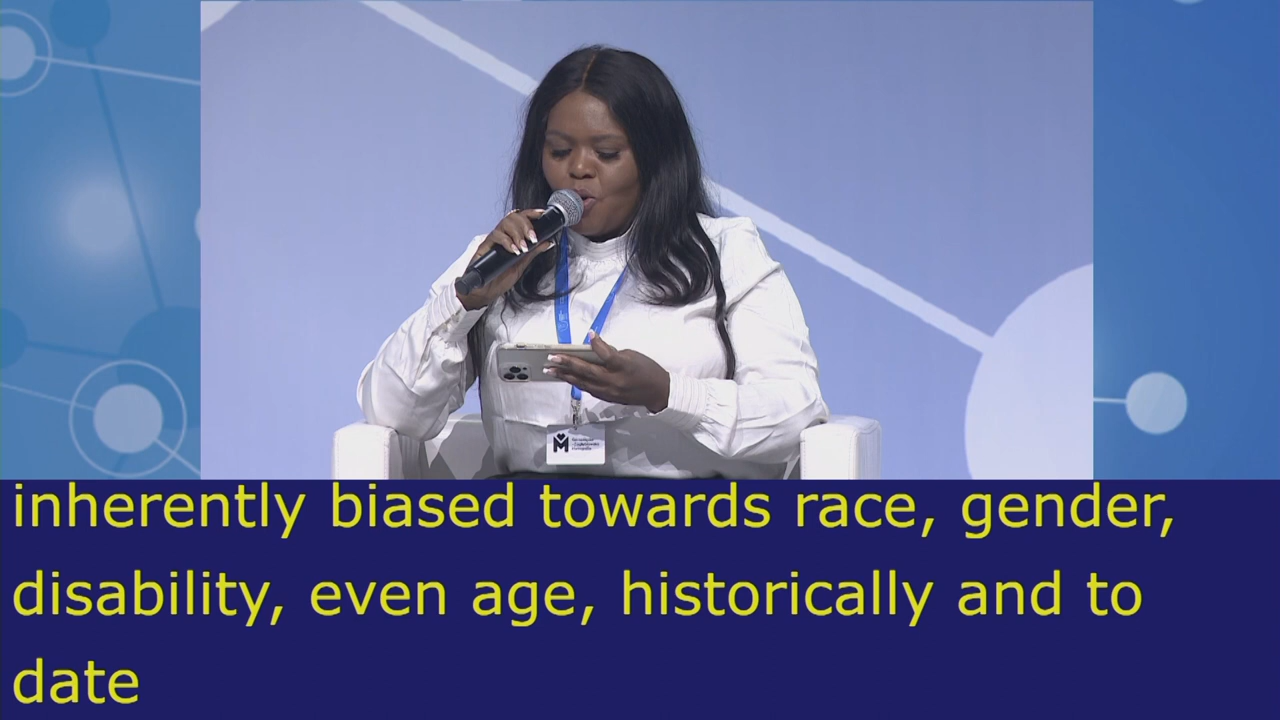 inherently biased towards race, gender,
disability, even age, historically and to
date